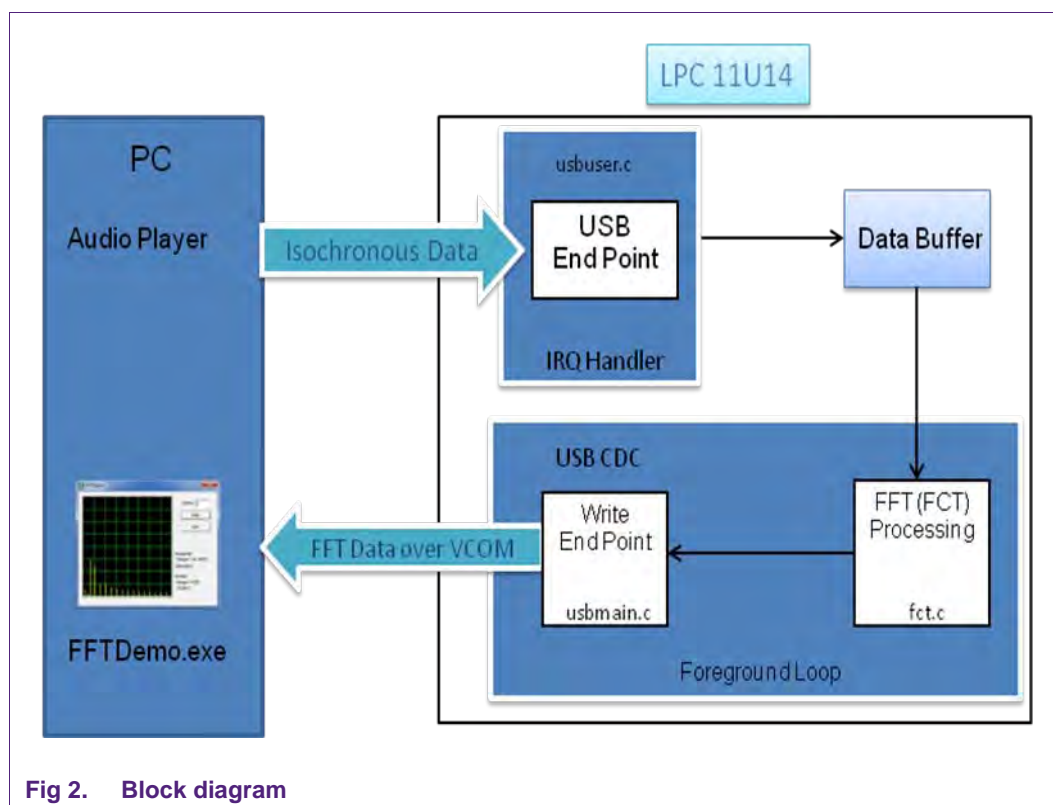 LPC 11U14
PC
Audio Player
Isochronous Data
usbuser.c
USB
End Point
IRQ Handler
Data Buffer
USB CDC
Write
End Point
usbmain.c
FFT (FCT)
Processing
fct.c
Foreground Loop
FFT Data over VCOM
FFTDemo.exe
Fig 2. Block diagram